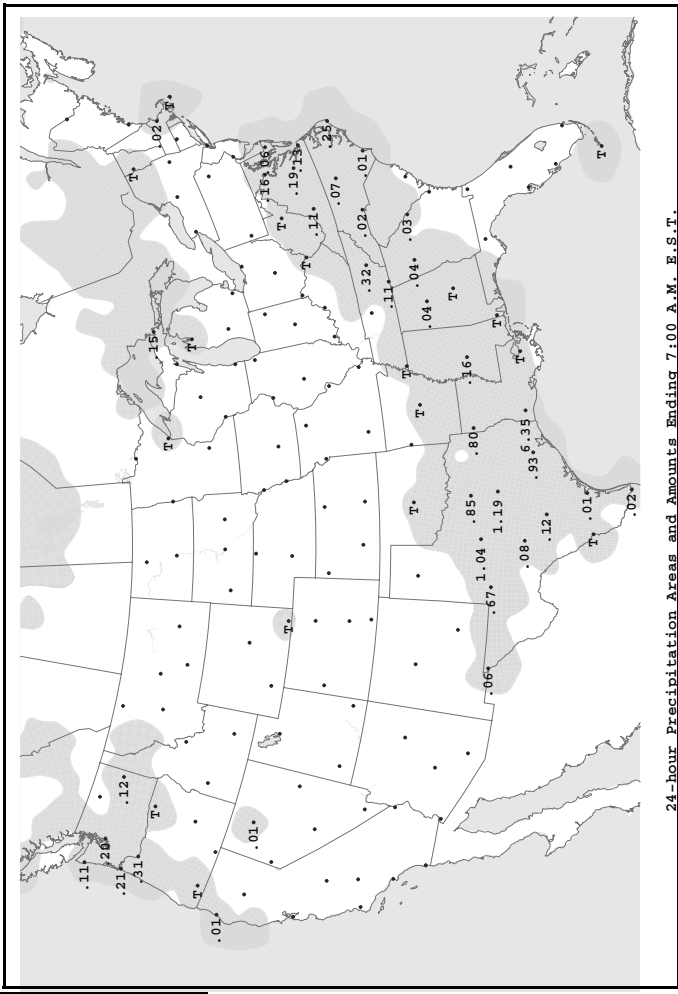 .11
.20
.21
.12
T
.31
T
.15
.02
T
T
T
T
.01
.01
.16
.06
T
T
.19
.13
T
.11
.25
.07
.02
.01
.32
.11
T
.03
T
T
.04
.04
T
.85
.80
.16
1.04
.06
.67
1.19
T
.08
6.35
T
.93
.12
T
.01
T
.02
24-hour Precipitation Areas and Amounts Ending 7:00 A.M. E.S.T.